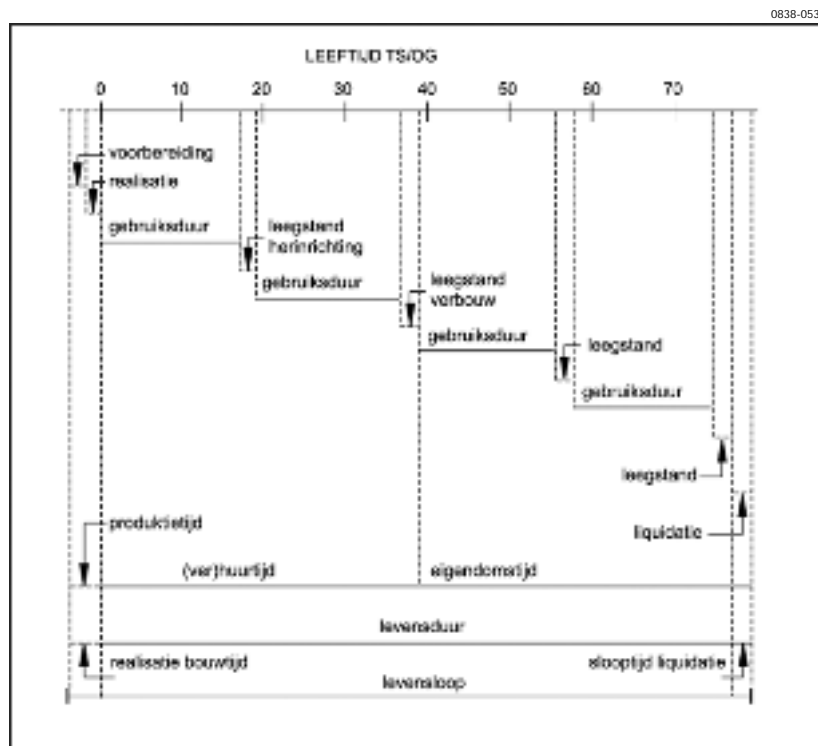 0838-053
LEEFTIJD TS/OG
0 10 20 30 40 50 60 70
voorbereiding
realisatie
gebruiksduur
leegstand
herinrichting
gebruiksduur
leegstand
verbouw
gebruiksduur
leegstand
gebruiksduur
leegstand
produktietijd
liquidatie
(ver)huurtijd
eigendomstijd
levensduur
realisatie bouwtijd
slooptijd liquidatie
levensloop